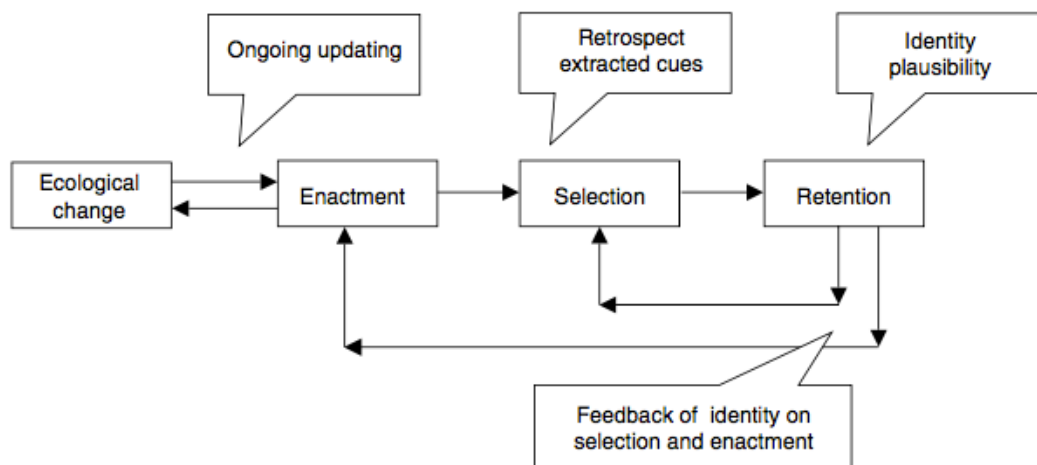 Ongoing updating
Retrospect
extracted cues
Identity
plausibility
Ecological
change
Enactment
Selection
Retention
Feedback of identity on
selection and enactment